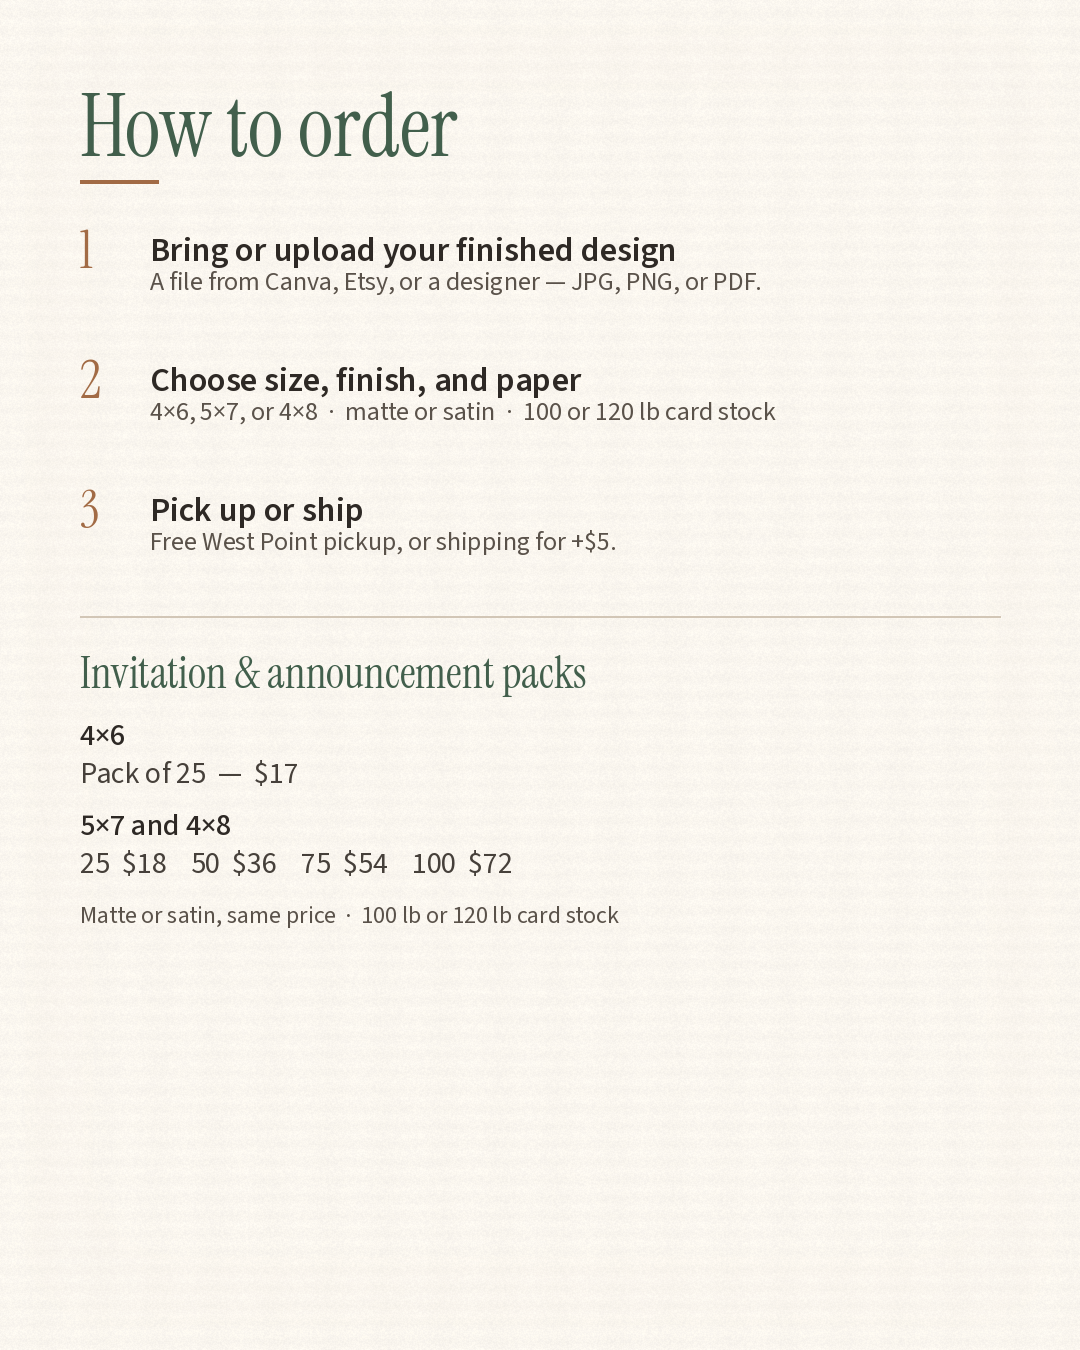 How to order
1
Bring or upload your finished design
A file from Canva, Etsy, or a designer — JPG, PNG, or PDF.
2
Choose size, finish, and paper
4×6, 5×7, or 4×8 · matte or satin · 100 or 120 lb card stock
3
Pick up or ship
Free West Point pickup, or shipping for +$5.
Invitation & announcement packs
4×6
Pack of 25 — $17
5×7 and 4×8
25 $18 50 $36 75 $54 100 $72
Matte or satin, same price · 100 lb or 120 lb card stock